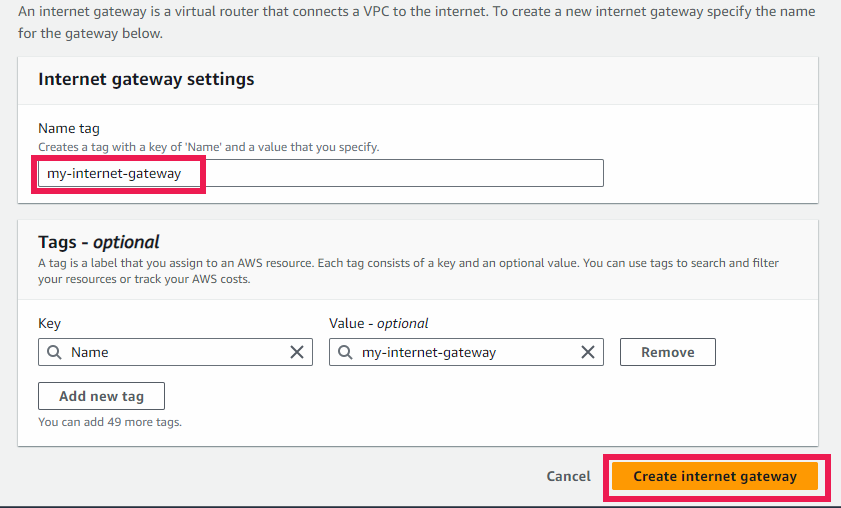 An internet gateway is a virtual router that connects a VPC to the internet. To create a new internet gateway specify the name
for the gateway below.
Internet gateway settings
Name tag
Creates a tag with a key of 'Name' and a value that you specify.
my-internet-gateway
Tags - optional
A tag is a label that you assign to an AWS resource. Each tag consists of a key and an optional value. You can use tags to search and filter
your resources or track your AWS costs.
Key
Value - optional
Name
my-internet-gateway
Remove
Add new tag
You can add 49 more tags.
Cancel
Create internet gateway